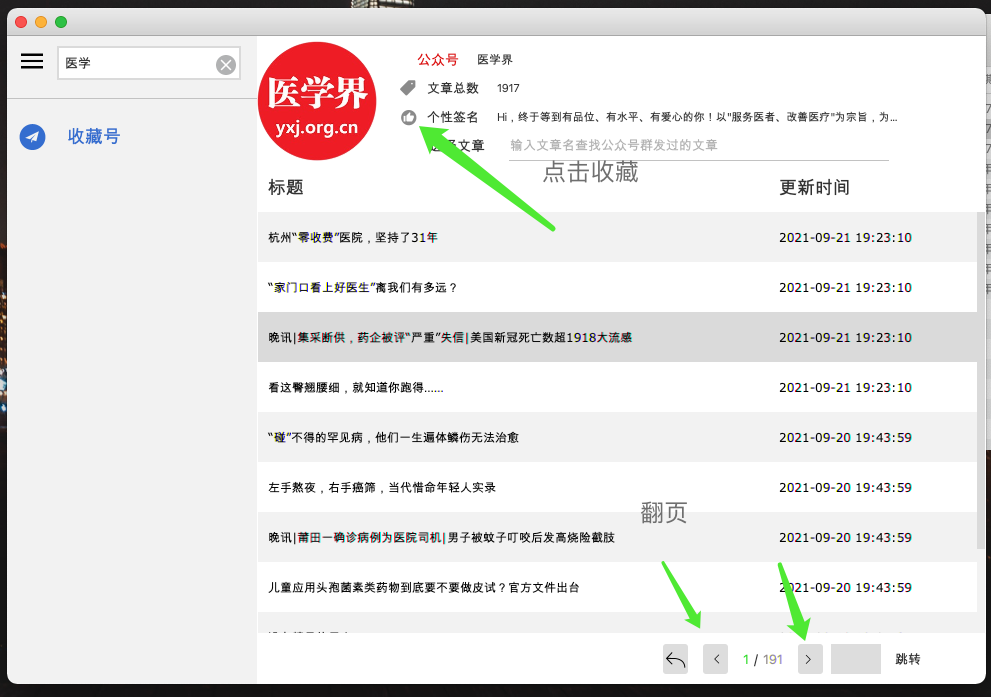 医学
收藏号
医学界
yxj.org.cn
公众号 医学界
文章总数 1917
个性签名 Hi，终于等到有品位、有水平、有爱心的你！以"服务医者、改善医疗"为宗旨，为...
文章 输入文章名查找公众号群发过的文章
点击收藏
标题 更新时间
杭州“零收费”医院，坚持了31年 2021-09-21 19:23:10
“家门口看上好医生”离我们有多远？ 2021-09-21 19:23:10
晚讯|集采断供，药企被评“严重”失信|美国新冠死亡数超1918大流感 2021-09-21 19:23:10
看这臀翘腰细，就知道你跑得…… 2021-09-21 19:23:10
“碰”不得的罕见病，他们一生遍体鳞伤无法治愈 2021-09-20 19:43:59
左手熬夜，右手癌筛，当代惜命年轻人实录 2021-09-20 19:43:59
翻页
晚讯|莆田一确诊病例为医院司机|男子被蚊子叮咬后发高烧险截肢 2021-09-20 19:43:59
儿童应用头孢菌素类药物到底要不要做皮试？官方文件出台 2021-09-20 19:43:59
1 / 191 跳转